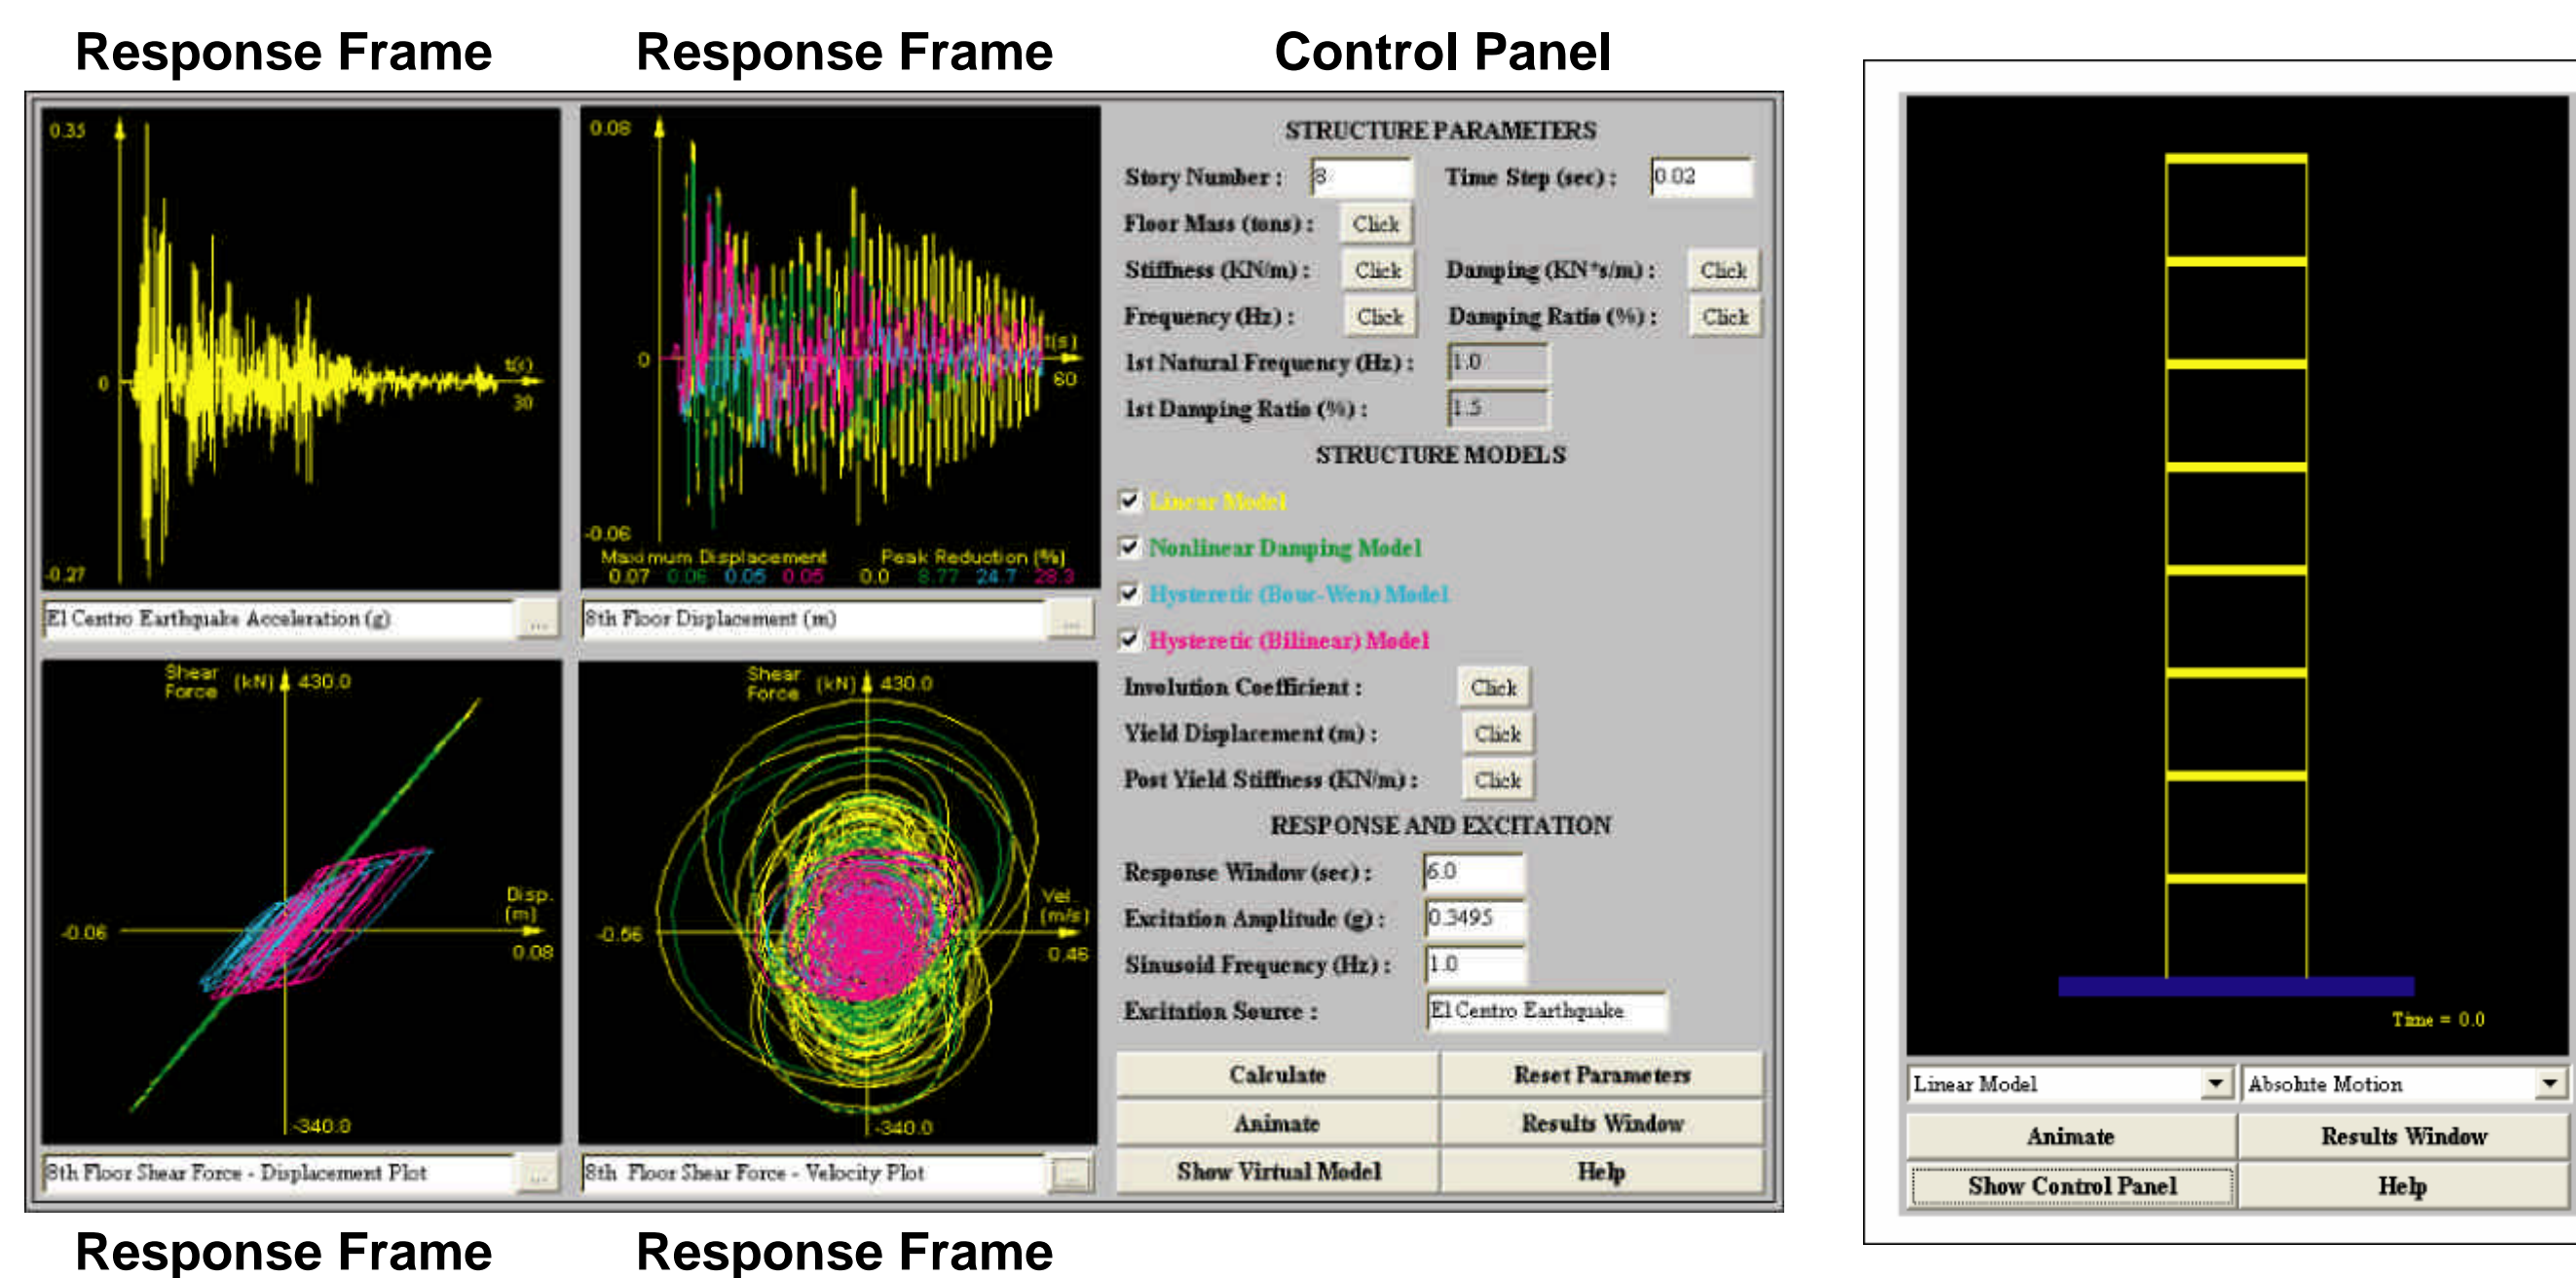 Response Frame Response Frame Control Panel
0.35
t(s)
0
30
-0.27
El Centro Earthquake Acceleration (g) ...
0.08
0
t(s)
60
-0.06
Maximum Displacement Peak Reduction (%)
0.07 0.06 0.05 0.05 0.0 8.77 24.7 28.3
8th Floor Displacement (m) ...
Shear Force (kN) 430.0
-0.06
Disp. (m)
0.08
-340.0
8th Floor Shear Force - Displacement Plot ...
Shear Force (kN) 430.0
-0.66
Vel. (m/s)
0.46
-340.0
8th Floor Shear Force - Velocity Plot ...
STRUCTURE PARAMETERS
Story Number : 8 Time Step (sec) : 0.02
Floor Mass (tons) : Click
Stiffness (KN/m) : Click Damping (KN*s/m) : Click
Frequency (Hz) : Click Damping Ratio (%) : Click
1st Natural Frequency (Hz) : 1.0
1st Damping Ratio (%) : 1.5
STRUCTURE MODELS
Linear Model
Nonlinear Damping Model
Hysteretic (Bouc-Wen) Model
Hysteretic (Bilinear) Model
Involution Coefficient : Click
Yield Displacement (m) : Click
Post Yield Stiffness (KN/m) : Click
RESPONSE AND EXCITATION
Response Window (sec) : 6.0
Excitation Amplitude (g) : 0.3495
Sinusoid Frequency (Hz) : 1.0
Excitation Source : El Centro Earthquake
Calculate Reset Parameters
Animate Results Window
Show Virtual Model Help
Response Frame Response Frame
Time = 0.0
Linear Model Absolute Motion
Animate Results Window
Show Control Panel Help